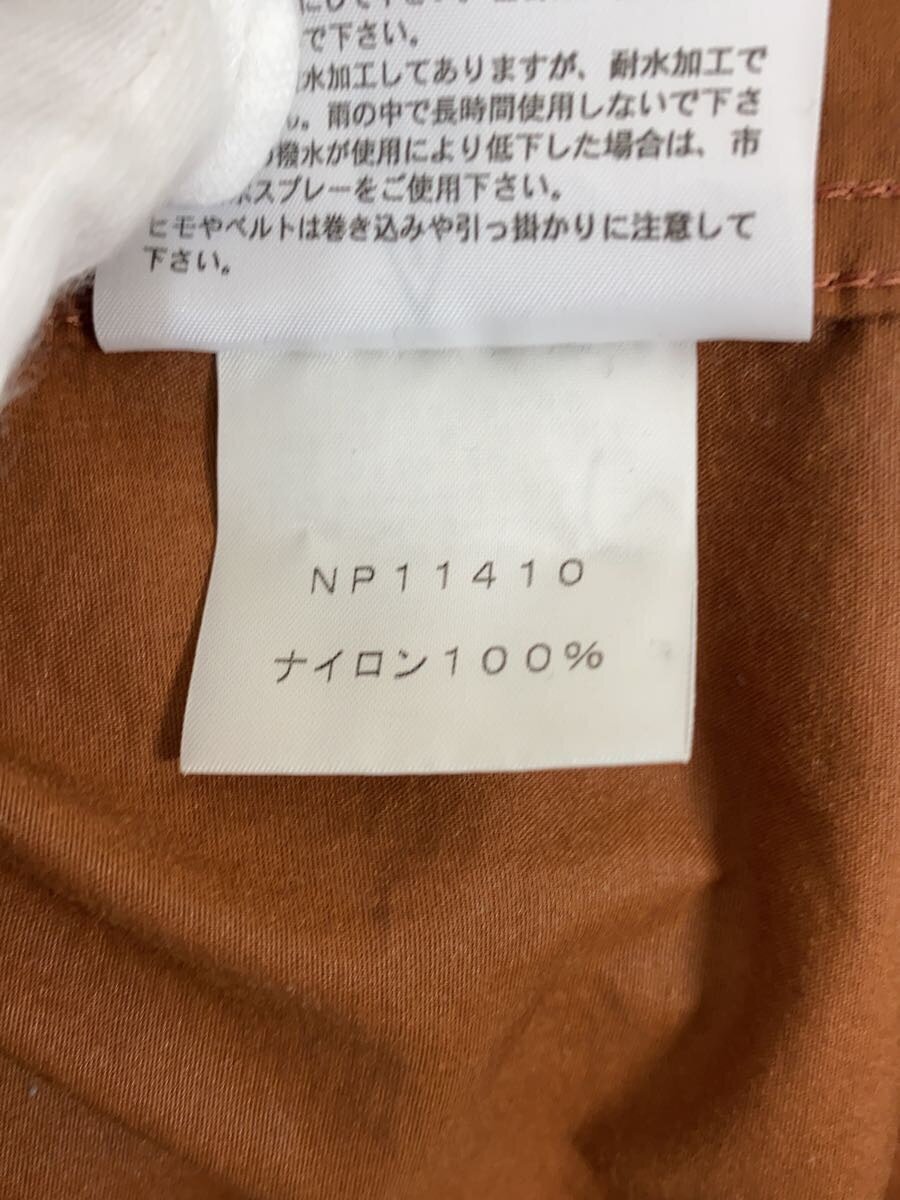 で下さい。
水加工してありますが、耐水加工で
ん。雨の中で長時間使用しないで下さ
撥水が使用により低下した場合は、市
スプレーをご使用下さい。
ヒモやベルトは巻き込みや引っ掛かりに注意して
下さい。
NP11410
ナイロン100%